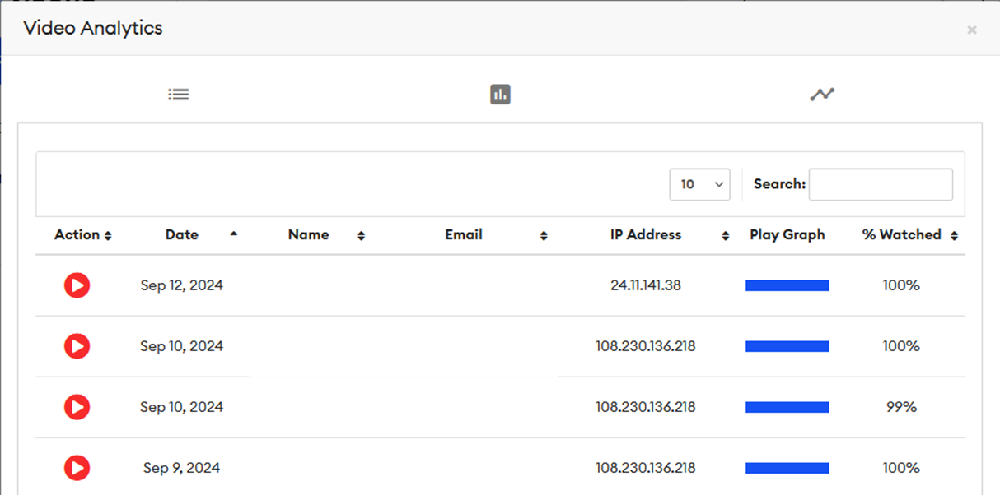 Video Analytics
10 Search:
Action Date Name Email IP Address Play Graph % Watched
Sep 12, 2024 24.11.141.38 100%
Sep 10, 2024 108.230.136.218 100%
Sep 10, 2024 108.230.136.218 99%
Sep 9, 2024 108.230.136.218 100%